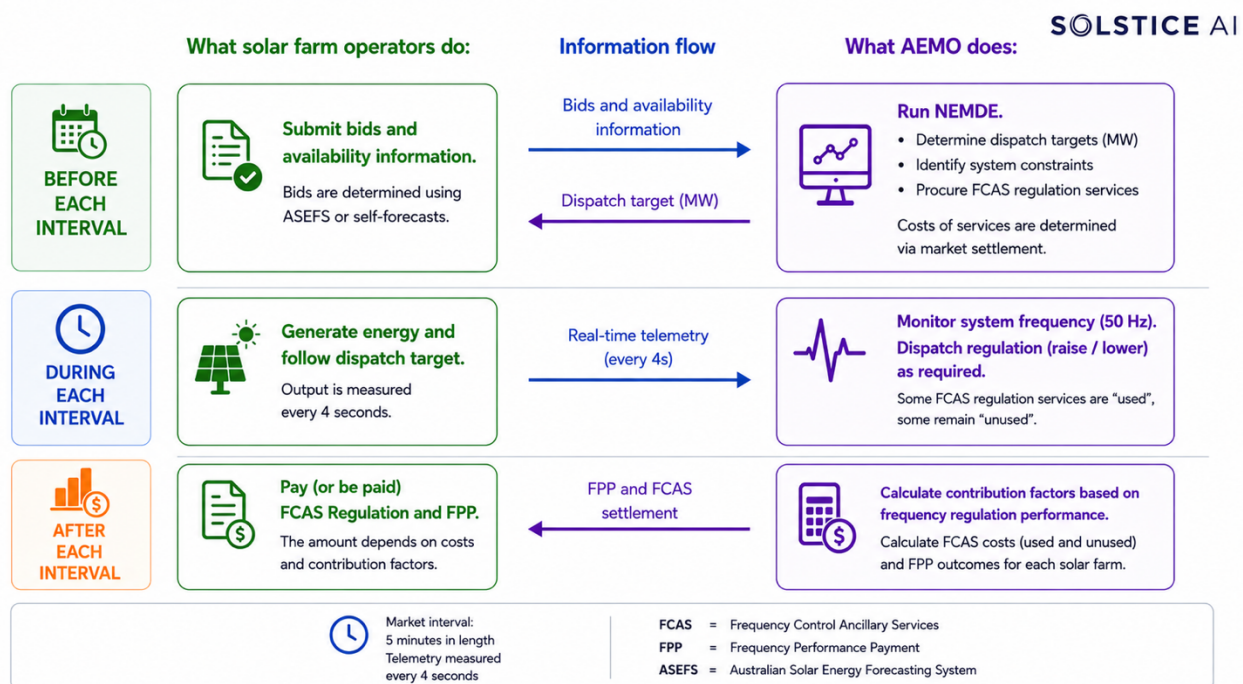 SOLSTICE AI
What solar farm operators do:
Information flow
What AEMO does:
BEFORE
EACH
INTERVAL
Submit bids and
availability information.
Bids are determined using
ASEFS or self-forecasts.
Bids and availability
information
Dispatch target (MW)
Run NEMDE.
• Determine dispatch targets (MW)
• Identify system constraints
• Procure FCAS regulation services
Costs of services are determined
via market settlement.
DURING
EACH
INTERVAL
Generate energy and
follow dispatch target.
Output is measured
every 4 seconds.
Real-time telemetry
(every 4s)
Monitor system frequency (50 Hz).
Dispatch regulation (raise / lower)
as required.
Some FCAS regulation services are “used”,
some remain “unused”.
$
AFTER
EACH
INTERVAL
$
Pay (or be paid)
FCAS Regulation and FPP.
The amount depends on costs
and contribution factors.
FPP and FCAS
settlement
$
Calculate contribution factors based on
frequency regulation performance.
Calculate FCAS costs (used and unused)
and FPP outcomes for each solar farm.
Market interval:
5 minutes in length
Telemetry measured
every 4 seconds
FCAS = Frequency Control Ancillary Services
FPP = Frequency Performance Payment
ASEFS = Australian Solar Energy Forecasting System